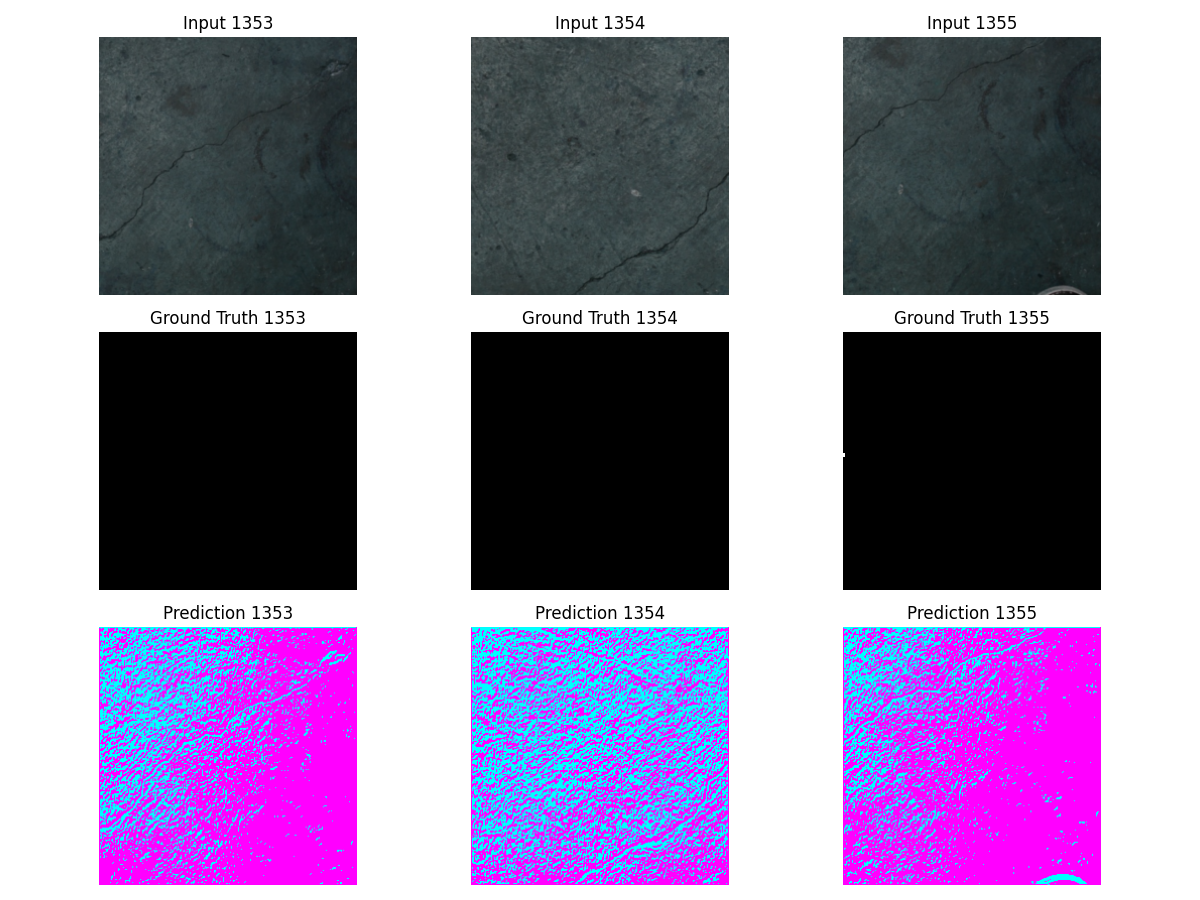 Input 1353
Input 1354
Input 1355
Ground Truth 1353
Ground Truth 1354
Ground Truth 1355
Prediction 1353
Prediction 1354
Prediction 1355